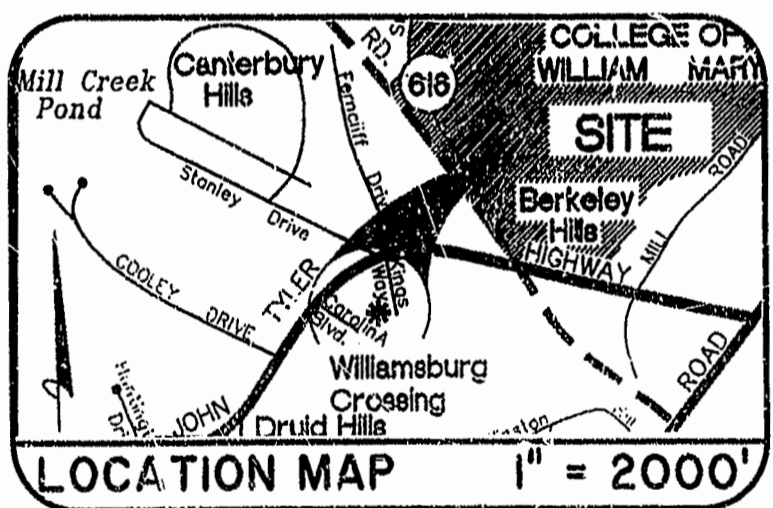 COLLEGE OF
WILLIAM MARY
RD.
S
618
Canterbury
Hills
Mill Creek
Pond
Ferncliff Drive
SITE
Stanley Drive
Berkeley
Hills
MILL ROAD
HIGHWAY
COOLEY DRIVE
TYLER
Kings
Way
Carolina
Blvd.
ROAD
Williamsburg
Crossing
JOHN
Druid Hills
LOCATION MAP 1" = 2000'